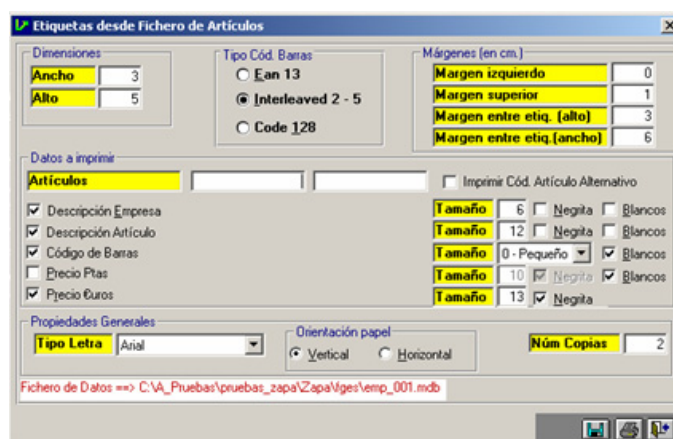 Etiquetas desde Fichero de Artículos
Dimensiones
Ancho 3
Alto 5
Tipo Cód. Barras
Ean 13
Interleaved 2 - 5
Code 128
Márgenes (en cm.)
Margen izquierdo 0
Margen superior 1
Margen entre etiq. (alto) 3
Margen entre etiq.(ancho) 6
Datos a imprimir
Artículos
Imprimir Cód. Artículo Alternativo
Descripción Empresa Tamaño 6 Negrita Blancos
Descripción Artículo Tamaño 12 Negrita Blancos
Código de Barras Tamaño 0 - Pequeño Blancos
Precio Ptas Tamaño 10 Negrita Blancos
Precio €uros Tamaño 13 Negrita
Propiedades Generales
Tipo Letra Arial
Orientación papel
Vertical Horizontal
Núm Copias 2
Fichero de Datos ==> C:\A_Pruebas\pruebas_zapa\Zapa\fges\emp_001.mdb